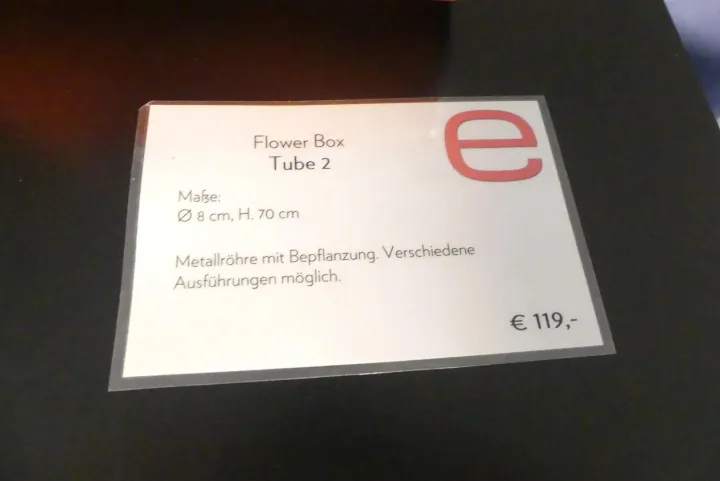 e
Flower Box
Tube 2
Maße:
Ø 8 cm, H. 70 cm
Metallröhre mit Bepflanzung. Verschiedene
Ausführungen möglich.
€ 119,-